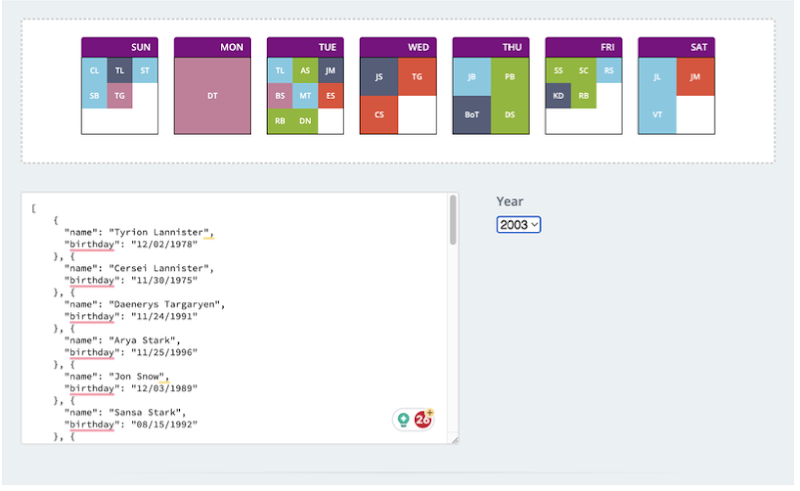 SUN MON TUE WED THU FRI SAT
CL TL ST
SB TG
DT
TL AS JM
BS MT ES
RB DN
JS TG
CS
JB PB
BoT DS
SS SC RS
KD RB
JL JM
VT
[
{
"name": "Tyrion Lannister",
"birthday": "12/02/1978"
}, {
"name": "Cersei Lannister",
"birthday": "11/30/1975"
}, {
"name": "Daenerys Targaryen",
"birthday": "11/24/1991"
}, {
"name": "Arya Stark",
"birthday": "11/25/1996"
}, {
"name": "Jon Snow",
"birthday": "12/03/1989"
}, {
"name": "Sansa Stark",
"birthday": "08/15/1992"
}, {
26
Year
2003